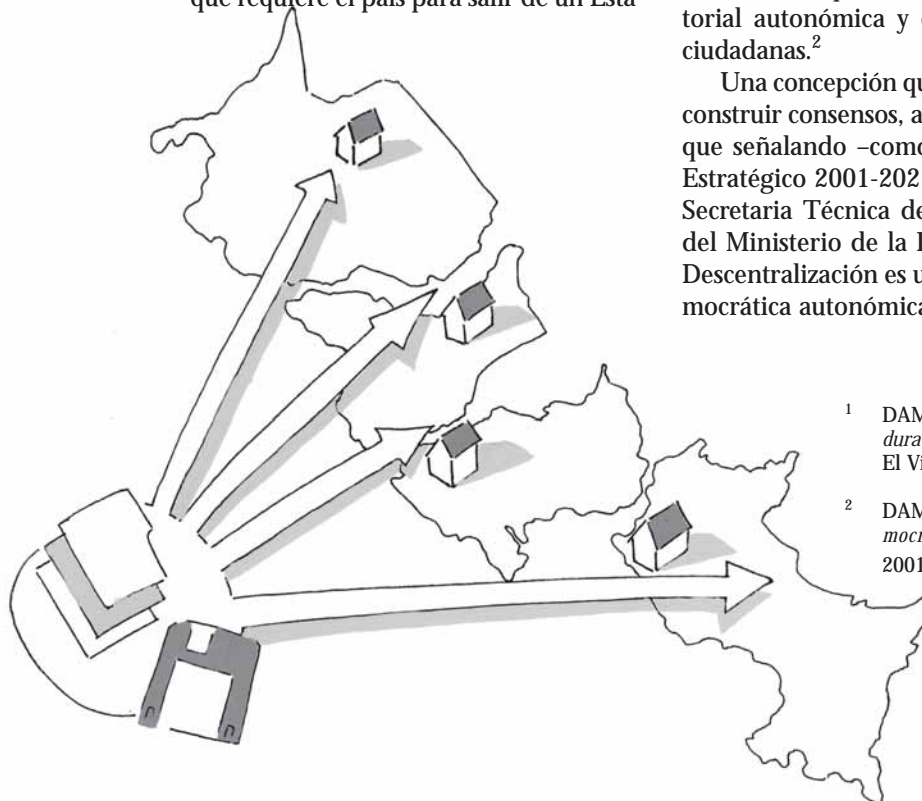 que requiere el país para salir de un Esta-
torial autonómica y
ciudadanas.²
Una concepción qu
construir consensos, a
que señalando –como
Estratégico 2001-202
Secretaria Técnica de
del Ministerio de la
Descentralización es u
mocrática autonómica
1 DAM
dura
El Vi
2 DAM
mocr
2001